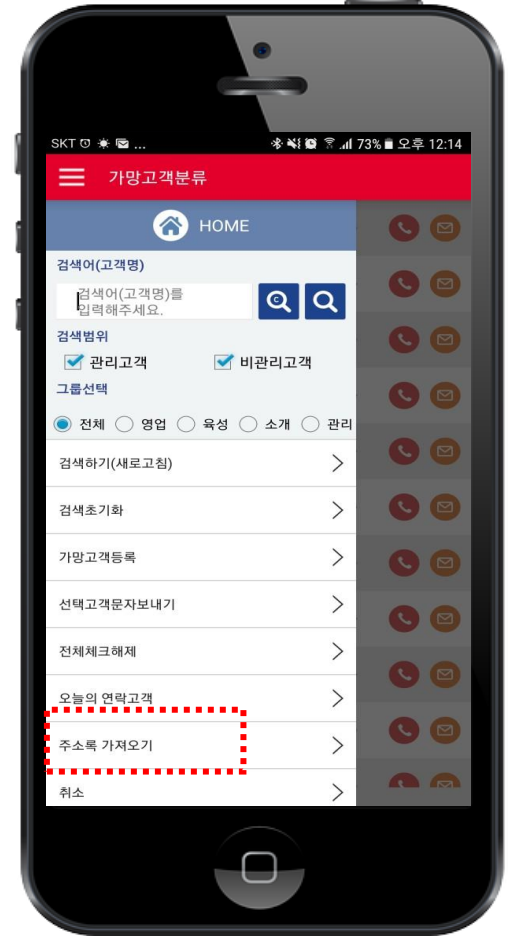 SKT ... 73% 오후 12:14
가망고객분류
HOME
검색어(고객명)
검색어(고객명)를
입력해주세요.
C
검색범위
관리고객 비관리고객
그룹선택
전체 영업 육성 소개 관리
검색하기(새로고침)
검색초기화
가망고객등록
선택고객문자보내기
전체체크해제
오늘의 연락고객
주소록 가져오기
취소